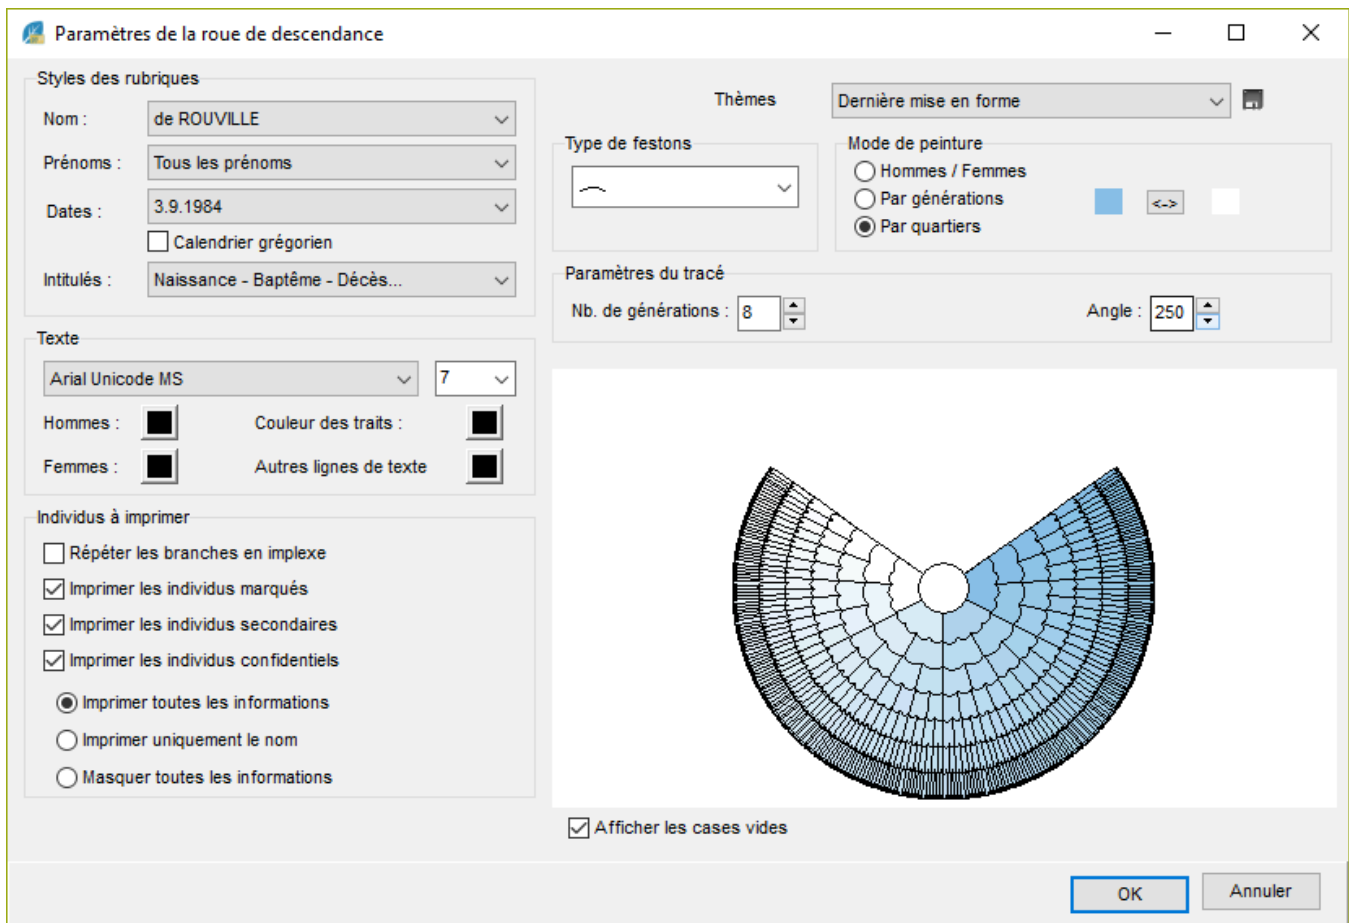 Paramètres de la roue de descendance
Styles des rubriques
Nom :
de ROUVILLE
Prénoms :
Tous les prénoms
Dates :
3.9.1984
Calendrier grégorien
Intitulés :
Naissance - Baptême - Décès...
Texte
Arial Unicode MS
7
Hommes :
Couleur des traits :
Femmes :
Autres lignes de texte
Individus à imprimer
Répéter les branches en implexe
Imprimer les individus marqués
Imprimer les individus secondaires
Imprimer les individus confidentiels
Imprimer toutes les informations
Imprimer uniquement le nom
Masquer toutes les informations
Thèmes
Dernière mise en forme
Type de festons
Mode de peinture
Hommes / Femmes
Par générations
<->
Par quartiers
Paramètres du tracé
Nb. de générations :
8
Angle :
250
Afficher les cases vides
OK
Annuler